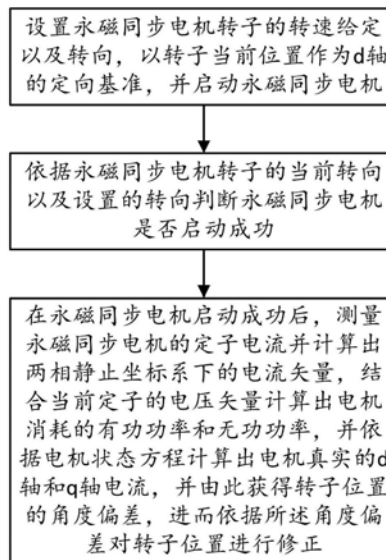 设置永磁同步电机转子的转速给定
以及转向，以转子当前位置作为d轴
的定向基准，并启动永磁同步电机
依据永磁同步电机转子的当前转向
以及设置的转向判断永磁同步电机
是否启动成功
在永磁同步电机启动成功后，测量
永磁同步电机的定子电流并计算出
两相静止坐标系下的电流矢量，结
合当前定子的电压矢量计算出电机
消耗的有功功率和无功功率，并依
据电机状态方程计算出电机真实的d
轴和q轴电流，并由此获得转子位置
的角度偏差，进而依据所述角度偏
差对转子位置进行修正